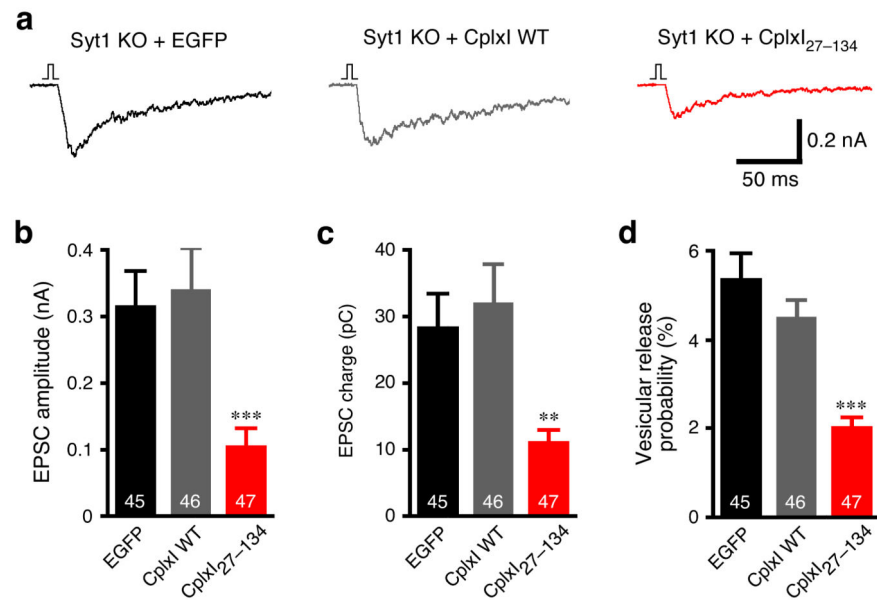 a
Syt1 KO + EGFP
Syt1 KO + CplxI WT
Syt1 KO + CplxI27–134
0.2 nA
50 ms
b
EPSC amplitude (nA)
0.4
0.3
0.2
0.1
0
***
45
46
47
EGFP
CplxI WT
CplxI27–134
c
EPSC charge (pC)
40
30
20
10
0
**
45
46
47
EGFP
CplxI WT
CplxI27–134
d
Vesicular release
probability (%)
6
4
2
0
***
45
46
47
EGFP
CplxI WT
CplxI27–134